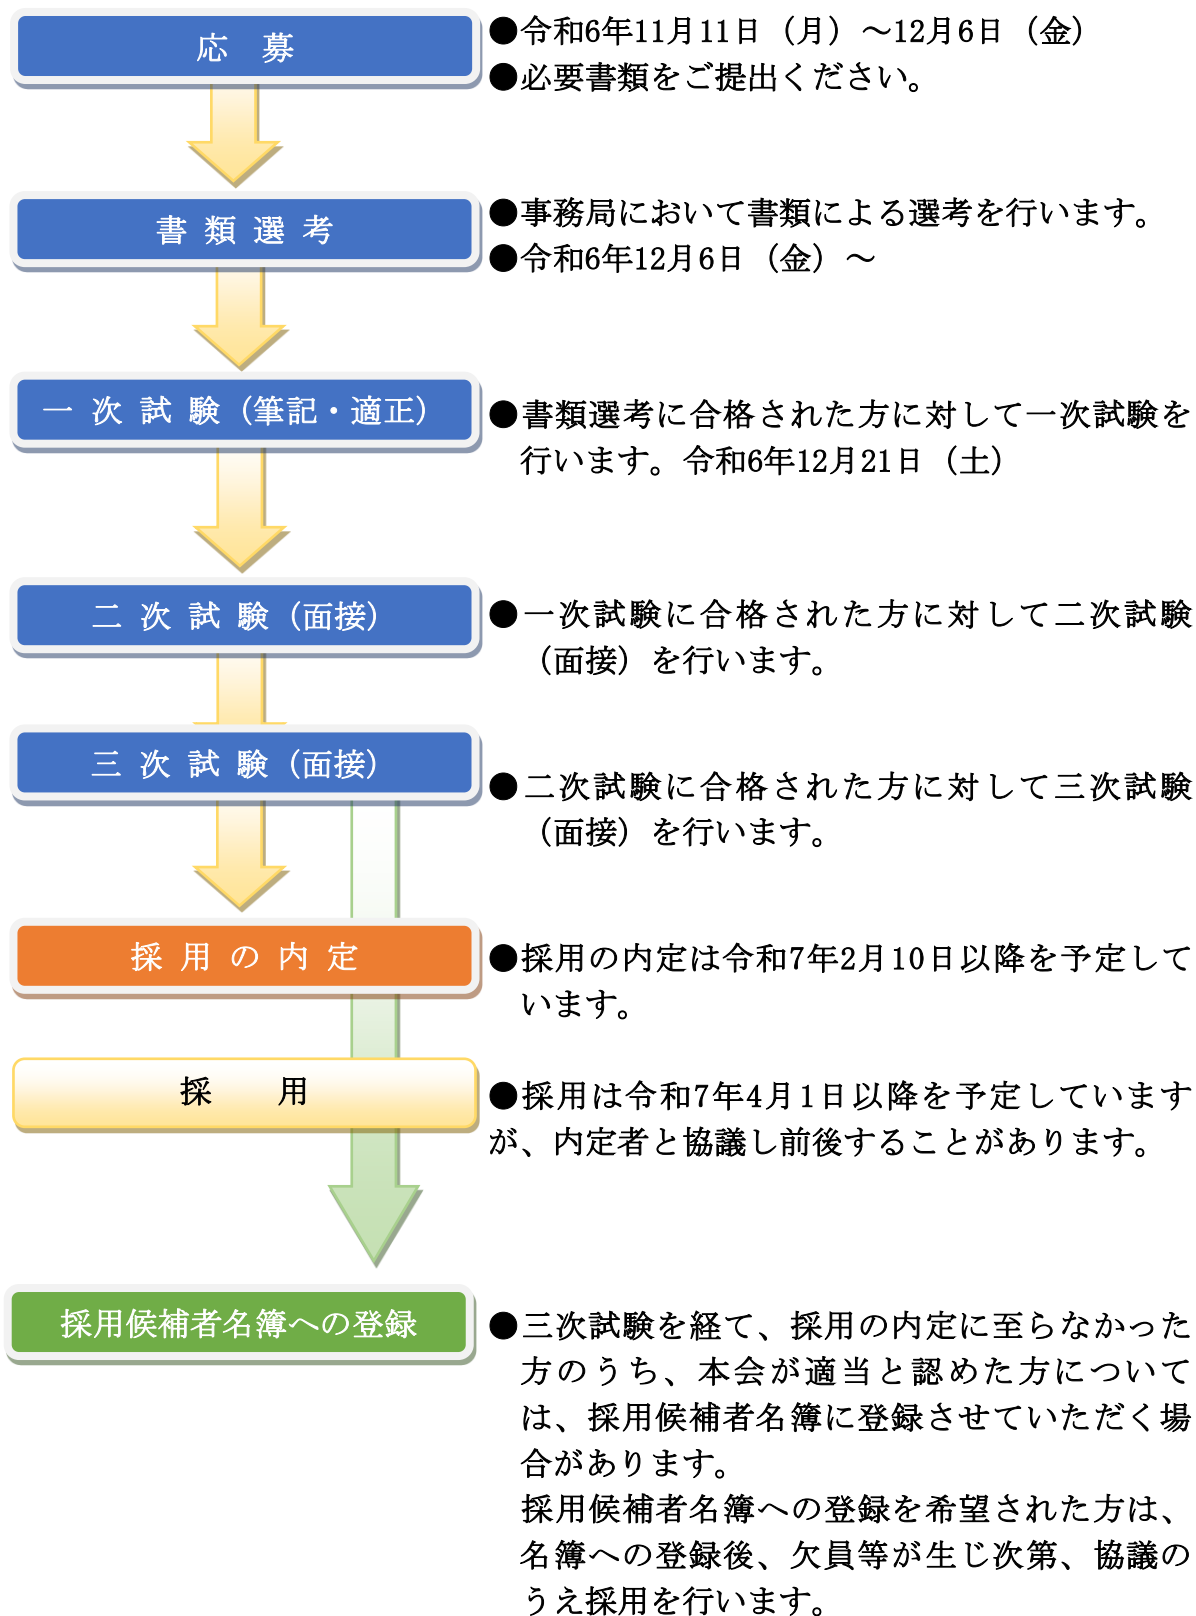 応　募
●令和6年11月11日（月）～12月6日（金）
●必要書類をご提出ください。
書 類 選 考
●事務局において書類による選考を行います。
●令和6年12月6日（金）～
一 次 試 験（筆記・適正）
●書類選考に合格された方に対して一次試験を
行います。令和6年12月21日（土）
二 次 試 験（面接）
●一次試験に合格された方に対して二次試験
（面接）を行います。
三 次 試 験（面接）
●二次試験に合格された方に対して三次試験
（面接）を行います。
採 用 の 内 定
●採用の内定は令和7年2月10日以降を予定して
います。
採　　用
●採用は令和7年4月1日以降を予定しています
が、内定者と協議し前後することがあります。
採用候補者名簿への登録
●三次試験を経て、採用の内定に至らなかった
方のうち、本会が適当と認めた方について
は、採用候補者名簿に登録させていただく場
合があります。
採用候補者名簿への登録を希望された方は、
名簿への登録後、欠員等が生じ次第、協議の
うえ採用を行います。